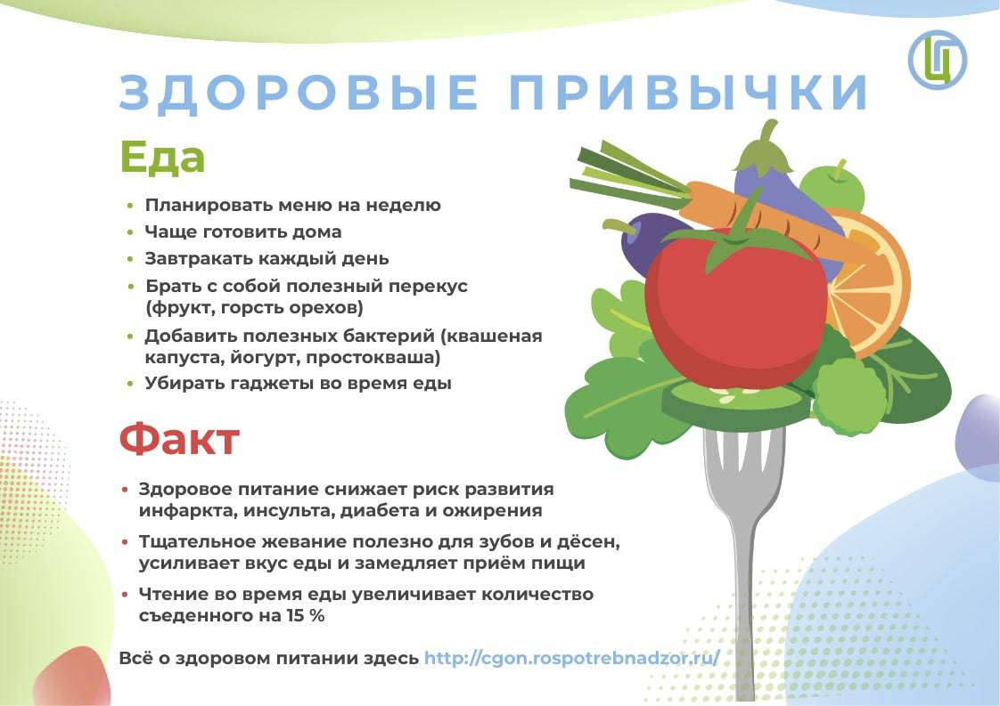 ЗДОРОВЫЕ ПРИВЫЧКИ
Еда
• Планировать меню на неделю
• Чаще готовить дома
• Завтракать каждый день
• Брать с собой полезный перекус
(фрукт, горсть орехов)
• Добавить полезных бактерий (квашеная
капуста, йогурт, простокваша)
• Убирать гаджеты во время еды
Факт
• Здоровое питание снижает риск развития
инфаркта, инсульта, диабета и ожирения
• Тщательное жевание полезно для зубов и дёсен,
усиливает вкус еды и замедляет приём пищи
• Чтение во время еды увеличивает количество
съеденного на 15 %
Всё о здоровом питании здесь http://cgon.rospotrebnadzor.ru/